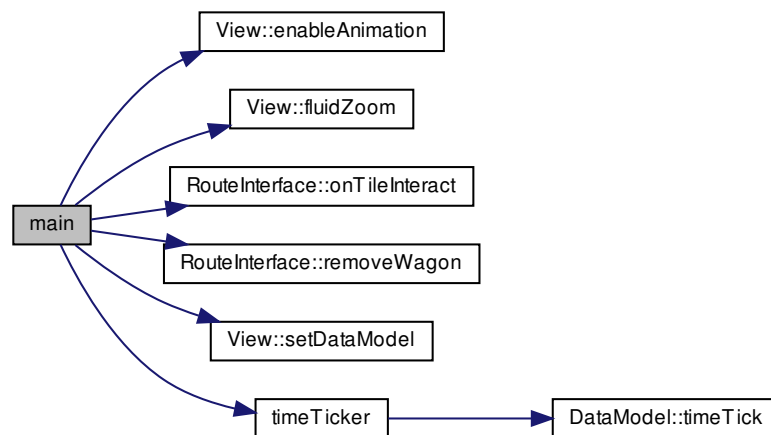 View::enableAnimation
View::fluidZoom
RouteInterface::onTileInteract
main
RouteInterface::removeWagon
View::setDataModel
timeTicker
DataModel::timeTick